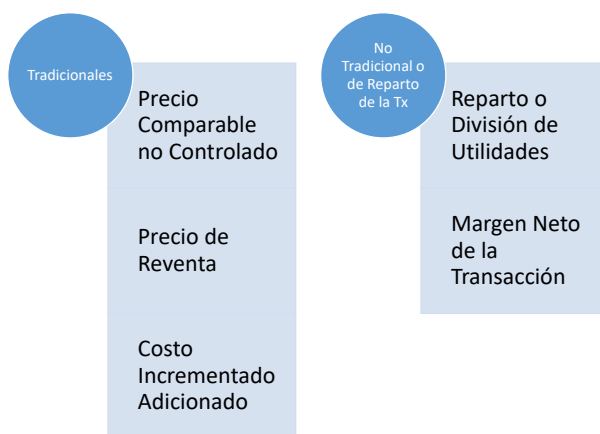 Tradicionales
Precio
Comparable
no Controlado
Precio de
Reventa
Costo
Incrementado
Adicionado
No
Tradicional o
de Reparto
de la Tx
Reparto o
División de
Utilidades
Margen Neto
de la
Transacción